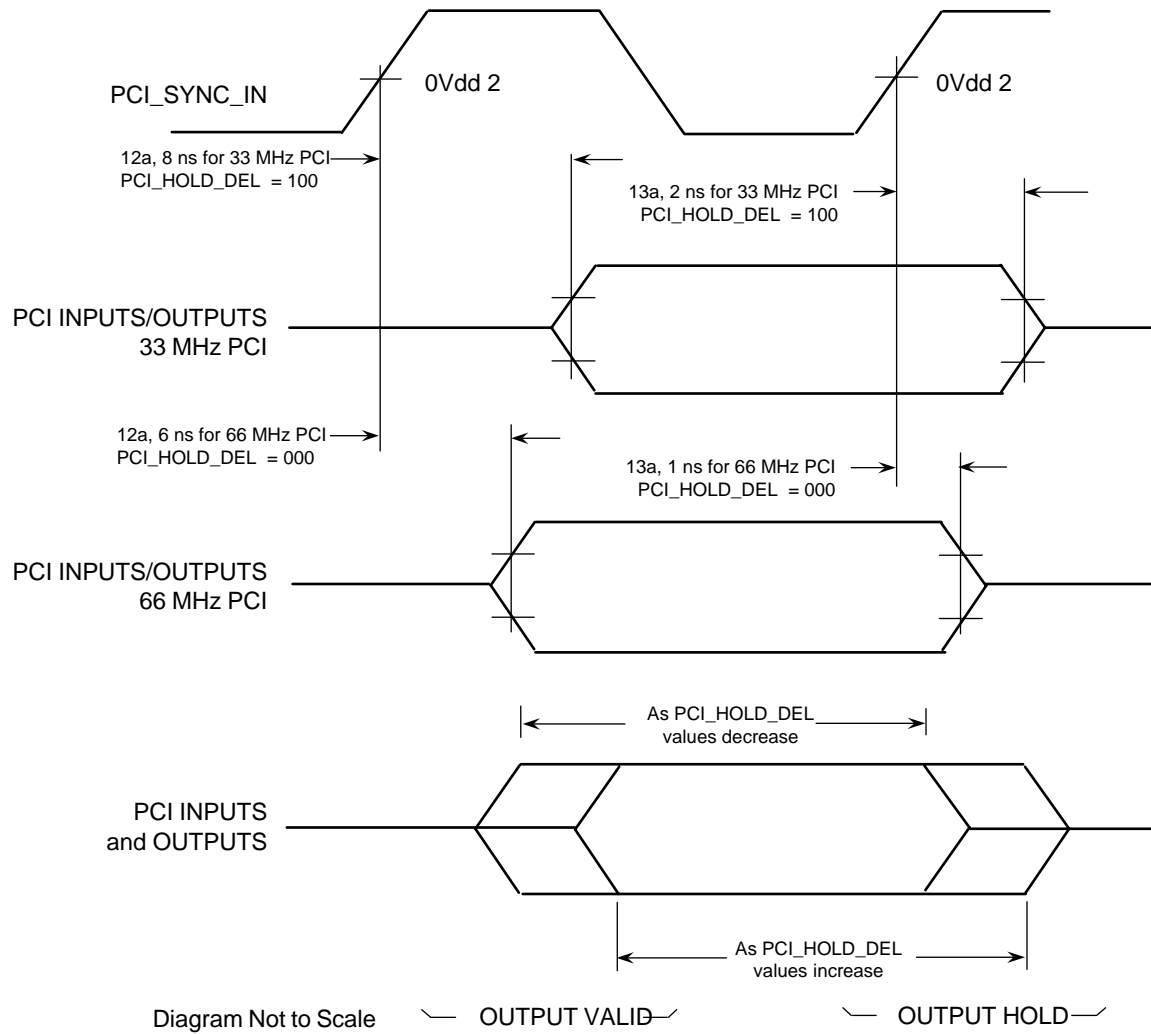 PCI_SYNC_IN
0Vdd 2
0Vdd 2
12a, 8 ns for 33 MHz PCI
PCI_HOLD_DEL = 100
13a, 2 ns for 33 MHz PCI
PCI_HOLD_DEL = 100
PCI INPUTS/OUTPUTS
33 MHz PCI
12a, 6 ns for 66 MHz PCI
PCI_HOLD_DEL = 000
13a, 1 ns for 66 MHz PCI
PCI_HOLD_DEL = 000
PCI INPUTS/OUTPUTS
66 MHz PCI
As PCI_HOLD_DEL
values decrease
PCI INPUTS
and OUTPUTS
As PCI_HOLD_DEL
values increase
Diagram Not to Scale
OUTPUT VALID
OUTPUT HOLD